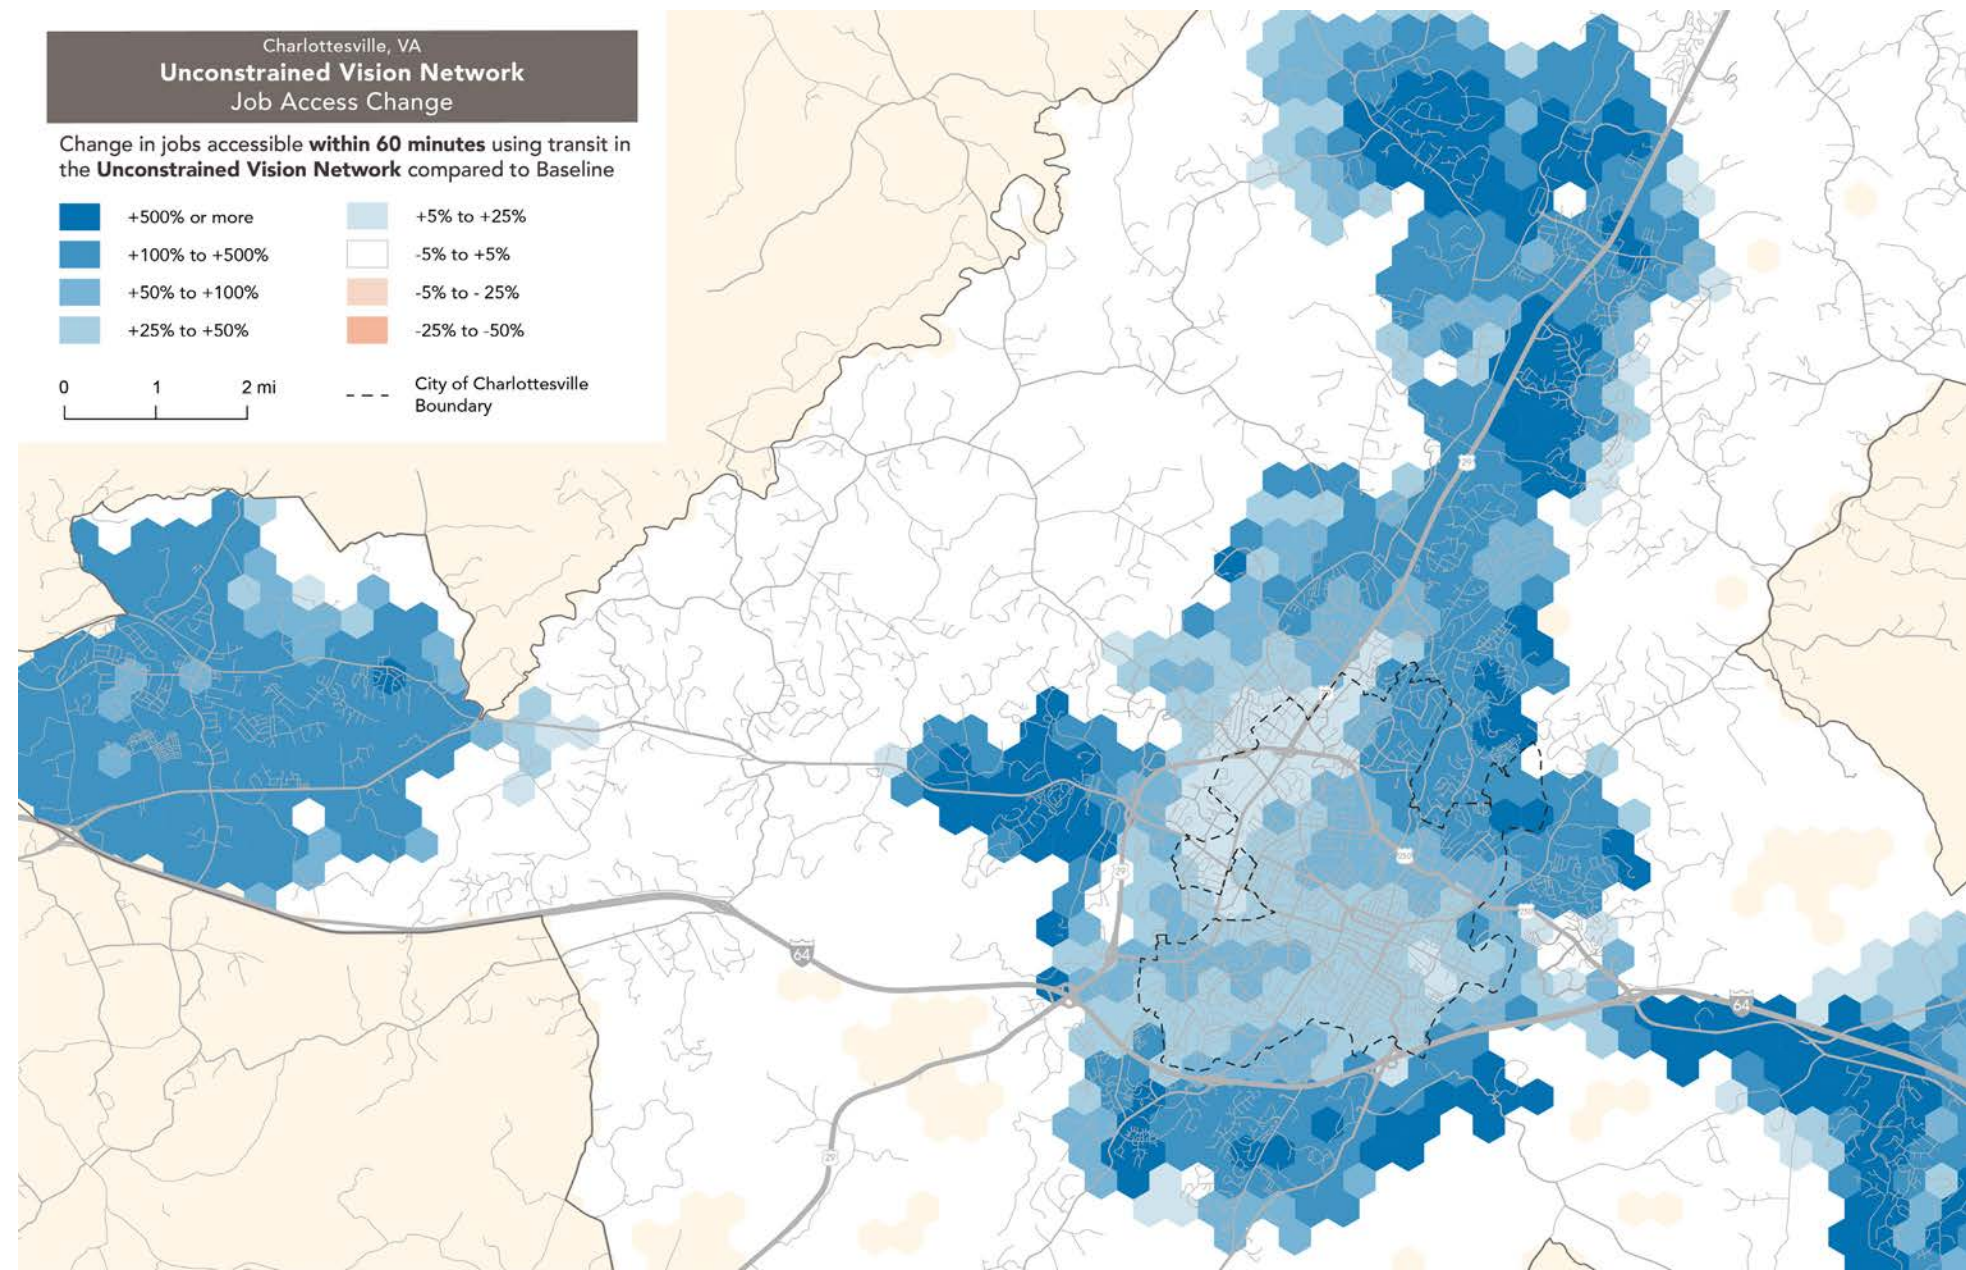 Charlottesville, VA
Unconstrained Vision Network
Job Access Change
Change in jobs accessible within 60 minutes using transit in
the Unconstrained Vision Network compared to Baseline
+500% or more
+100% to +500%
+50% to +100%
+25% to +50%
+5% to +25%
-5% to +5%
-5% to - 25%
-25% to -50%
0 1 2 mi
City of Charlottesville
Boundary
29
250
29
250
64
64
29